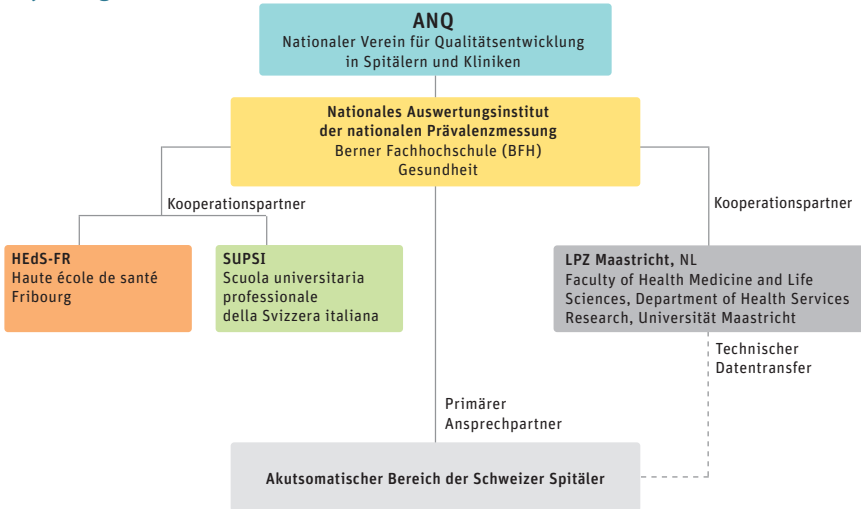 ANQ
Nationaler Verein für Qualitätsentwicklung
in Spitälern und Kliniken
Nationales Auswertungsinstitut
der nationalen Prävalenzmessung
Berner Fachhochschule (BFH)
Gesundheit
Kooperationspartner
Kooperationspartner
HEdS-FR
Haute école de santé
Fribourg
SUPSI
Scuola universitaria
professionale
della Svizzera italiana
LPZ Maastricht, NL
Faculty of Health Medicine and Life
Sciences, Department of Health Services
Research, Universität Maastricht
Technischer
Datentransfer
Primärer
Ansprechpartner
Akutsomatischer Bereich der Schweizer Spitäler